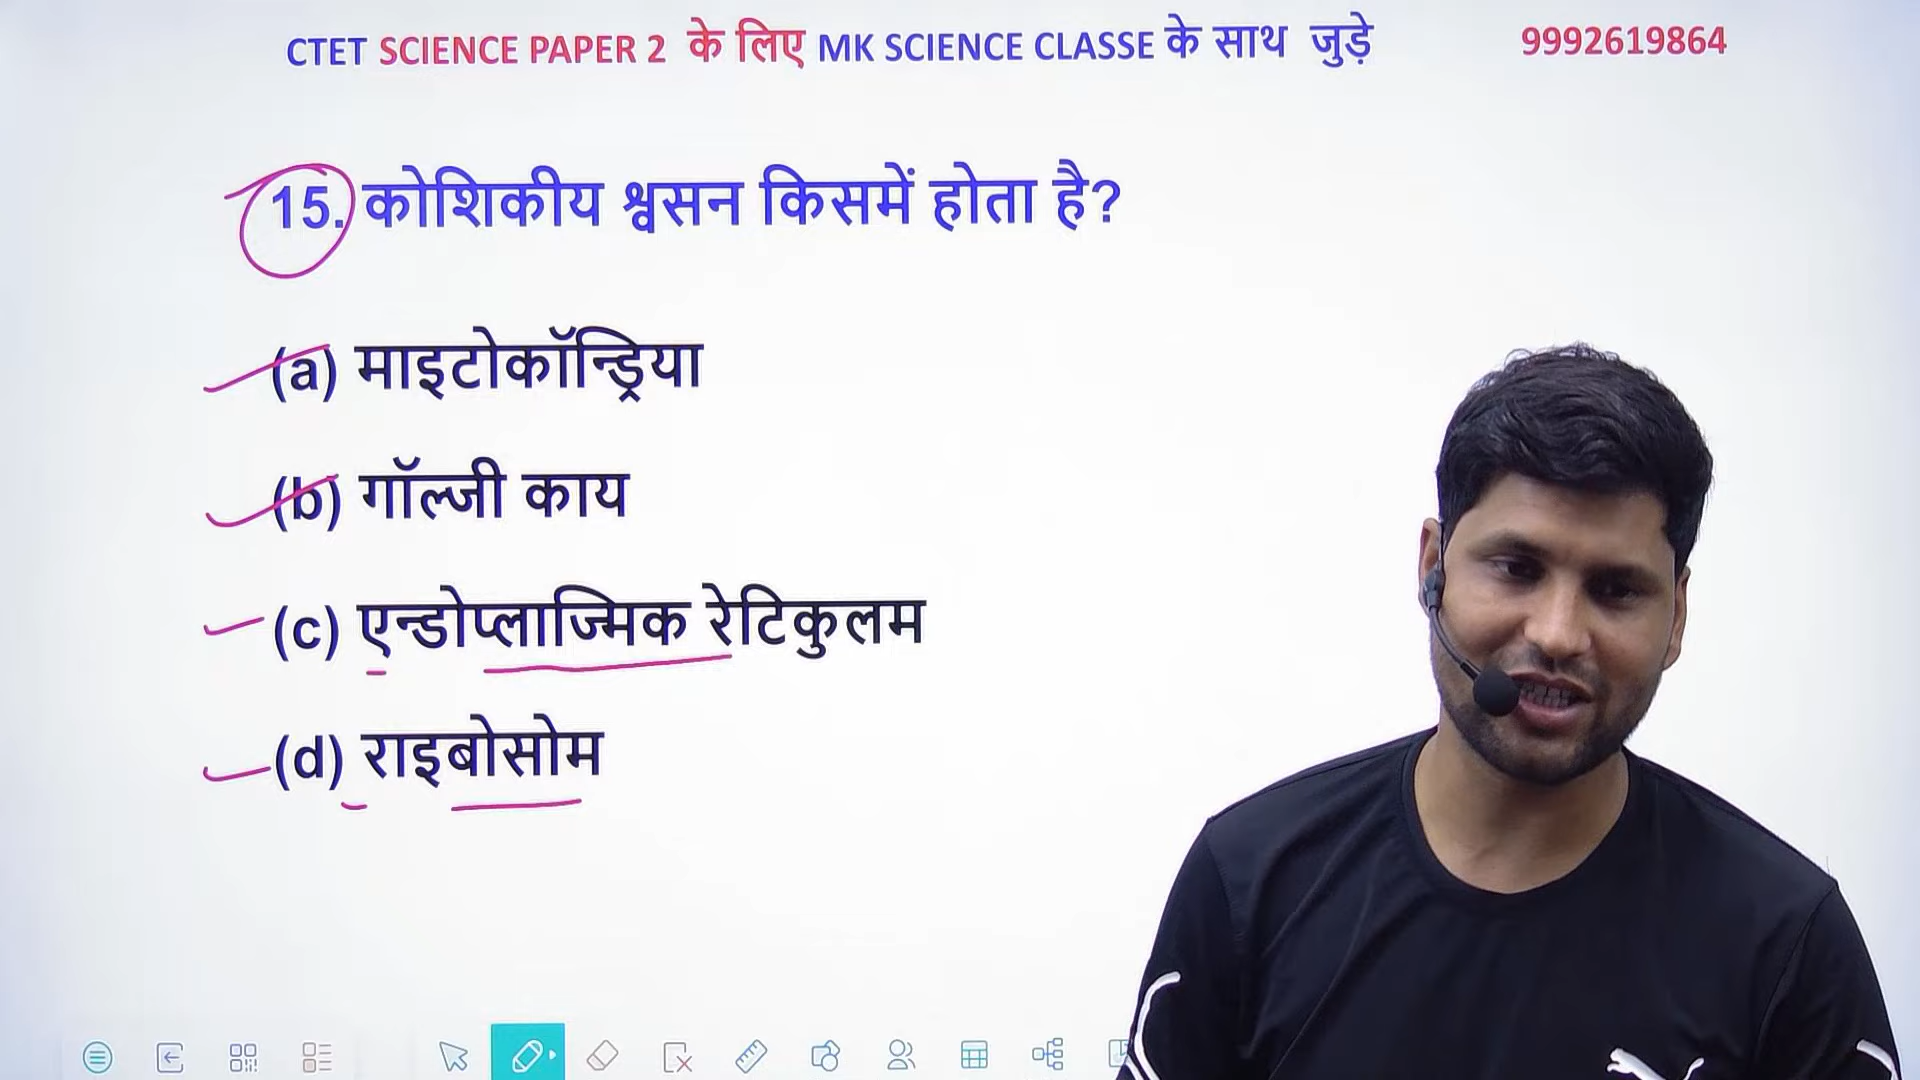 CTET SCIENCE PAPER 2 के लिए MK SCIENCE CLASSE के साथ जुड़े 9992619864
15. कोशिकीय श्वसन किसमें होता है?
(a) माइटोकॉन्ड्रिया
(b) गॉल्जी काय
(c) एन्डोप्लाज्मिक रेटिकुलम
(d) राइबोसोम